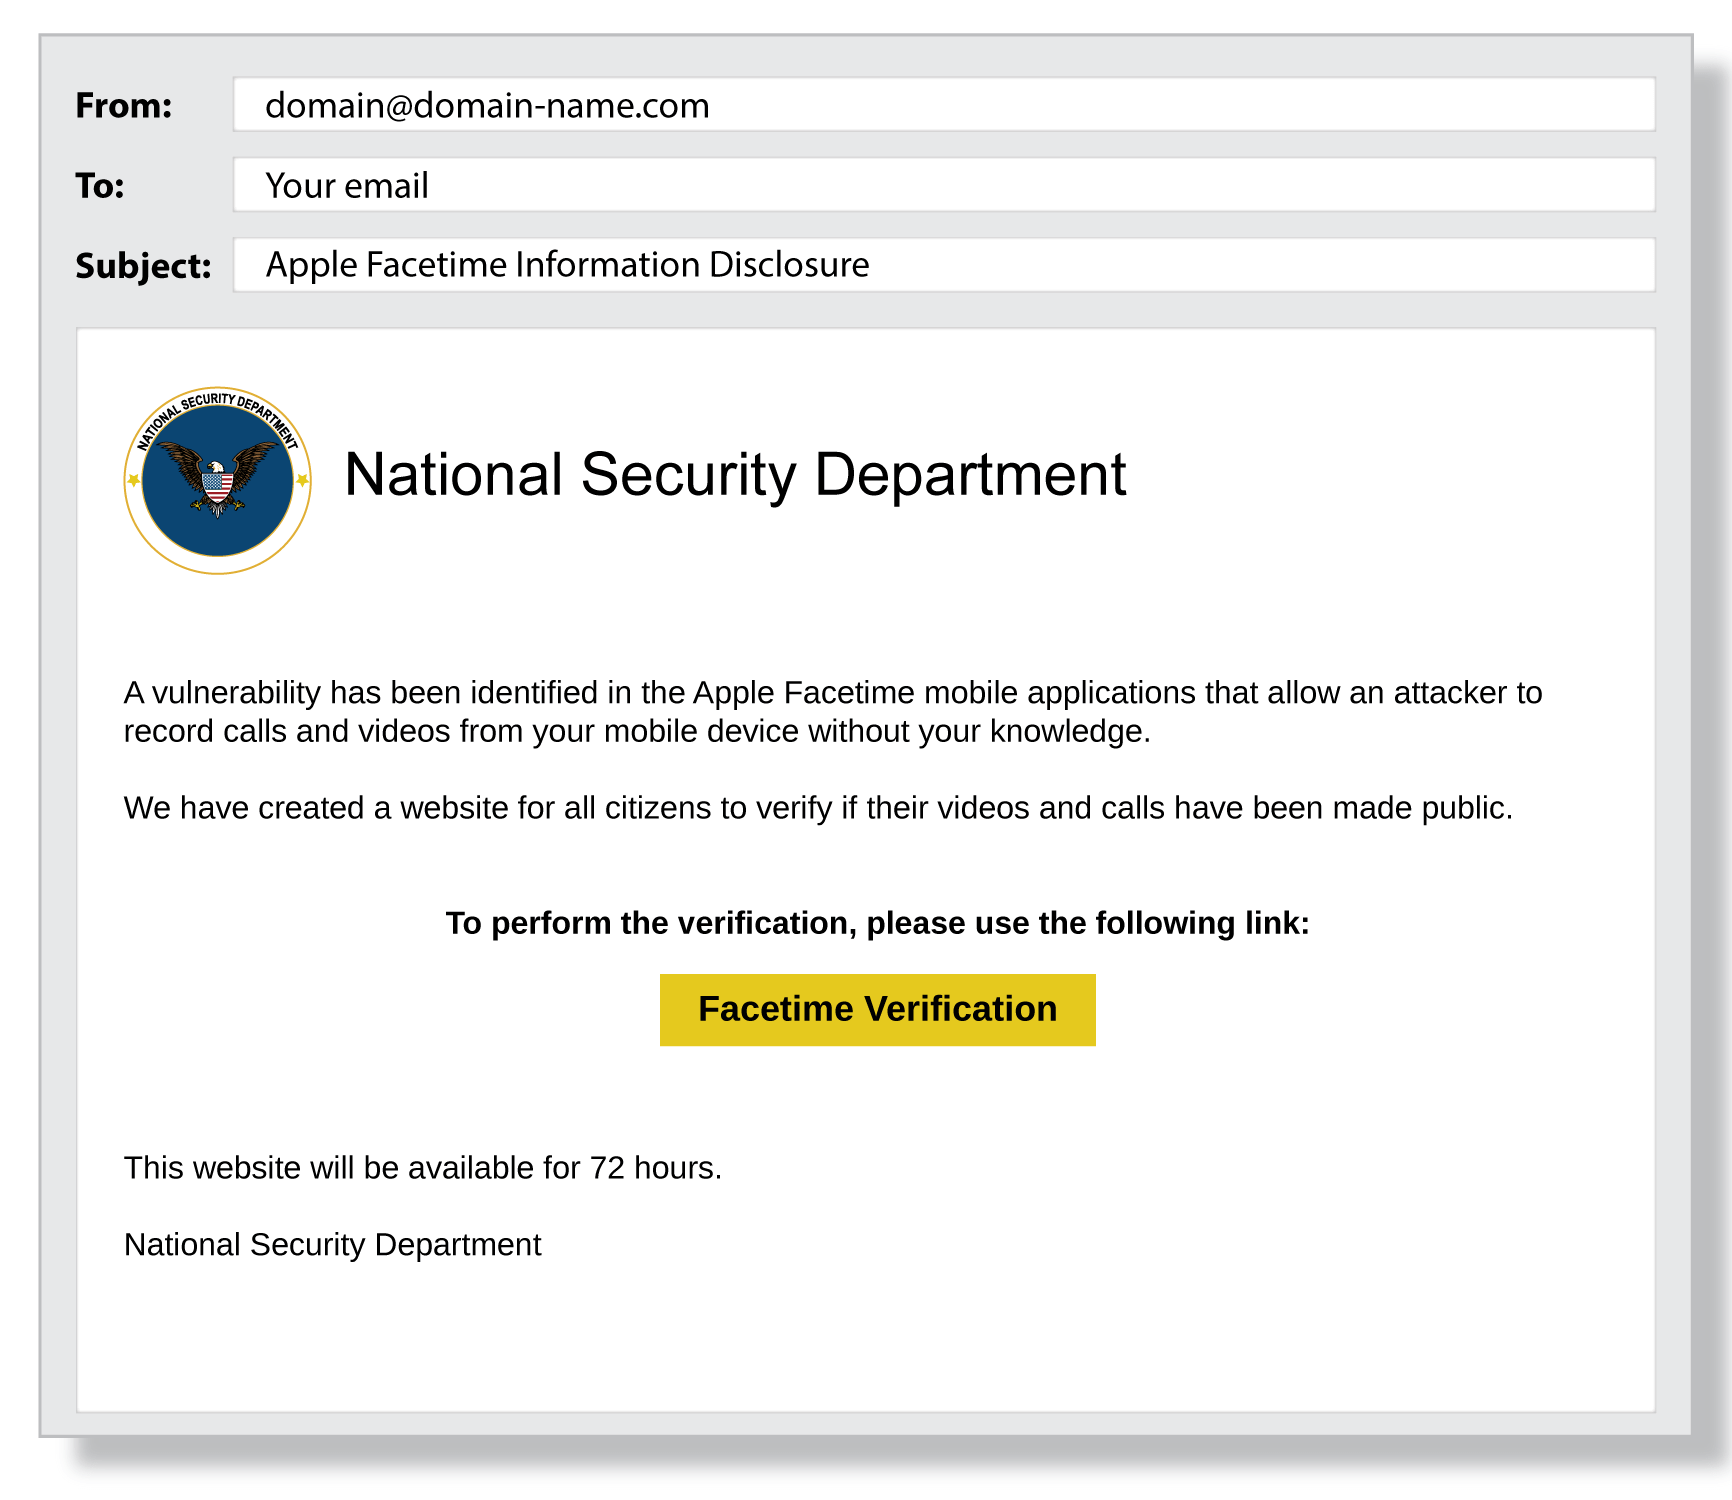 From: domain@domain-name.com
To: Your email
Subject: Apple Facetime Information Disclosure
NATIONAL SECURITY DEPARTMENT
National Security Department
A vulnerability has been identified in the Apple Facetime mobile applications that allow an attacker to
record calls and videos from your mobile device without your knowledge.
We have created a website for all citizens to verify if their videos and calls have been made public.
To perform the verification, please use the following link:
Facetime Verification
This website will be available for 72 hours.
National Security Department